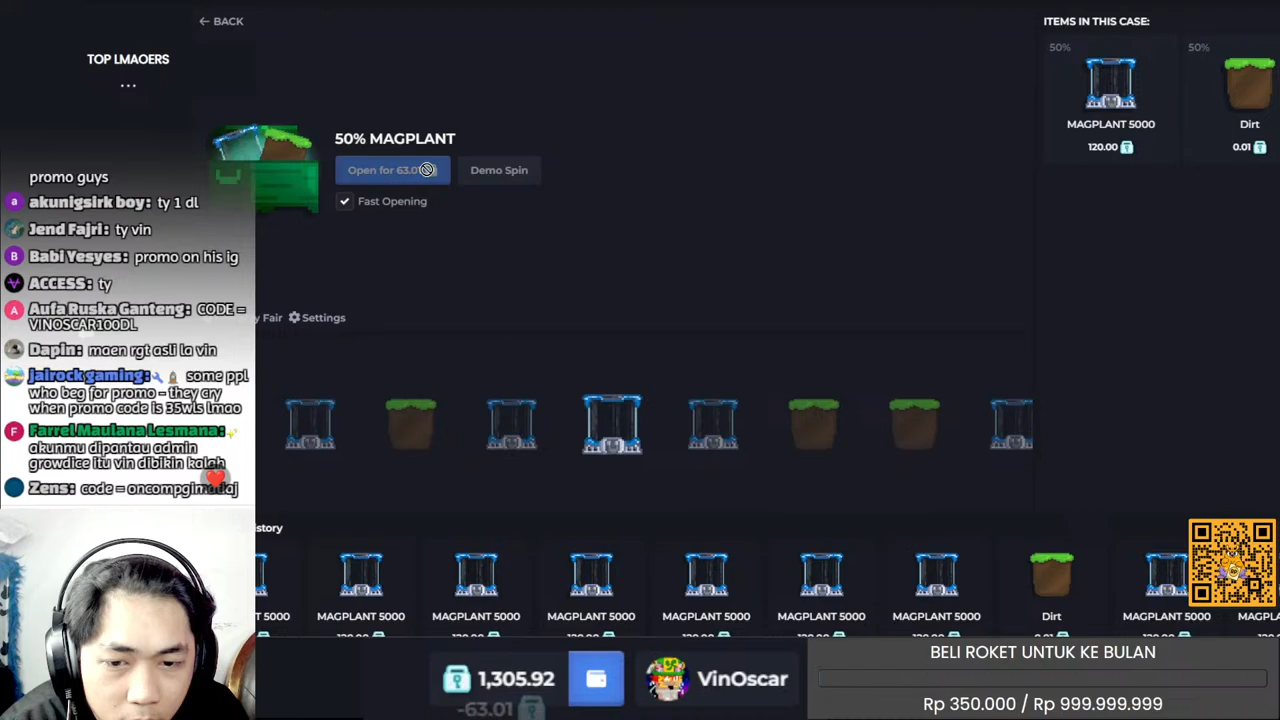 ← BACK
TOP LMAOERS
...
ITEMS IN THIS CASE:
50%
MAGPLANT 5000
120.00
50%
Dirt
0.01
50% MAGPLANT
Open for 63.01
Demo Spin
Fast Opening
y Fair
Settings
promo guys
a akunigsirk boy: ty 1 dl
Jend Fajri: ty vin
B Babi Yesyes: promo on his ig
ACCESS: ty
A Aufa Ruska Ganteng: CODE =
VINOSCAR100DL
Dapin: maen rgt asli la vin
Jairock gaming: some ppl
who beg for promo - they cry
when promo code is 35wls lmao
F Farrel Maulana Lesmana:
akunmu dipantau admin
growdice itu vin dibikin kalah
Zens: code =
istory
T 5000
MAGPLANT 5000
MAGPLANT 5000
MAGPLANT 5000
MAGPLANT 5000
MAGPLANT 5000
MAGPLANT 5000
Dirt
MAGPLANT 5000
MAGPL
1,305.92
-63.01
VinOscar
BELI ROKET UNTUK KE BULAN
Rp 350.000 / Rp 999.999.999